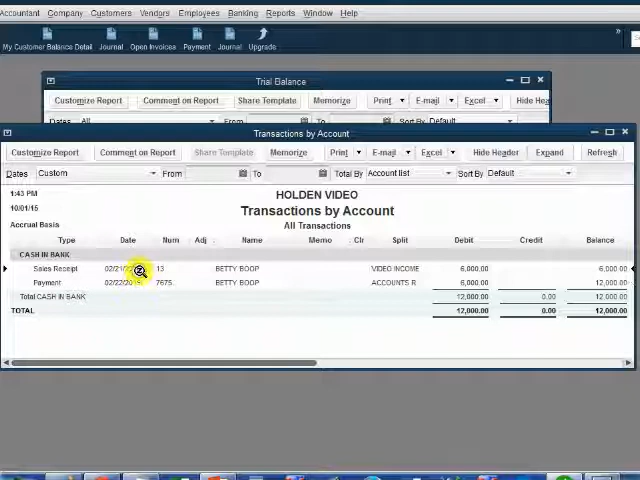 Accountant Company Customers Vendors Employees Banking Reports Window Help
My Customer Balance Detail Journal Open Invoices Payment Journal Upgrade
Trial Balance
Customize Report Comment on Report Share Template Memorize Print E-mail Excel Hide Hea
Dates All From To Sort By Default
Transactions by Account
Customize Report Comment on Report Share Template Memorize Print E-mail Excel Hide Header Expand Refresh
Dates Custom From To Total By Account list Sort By Default
1:43 PM HOLDEN VIDEO
10/01/15 Transactions by Account
Accrual Basis All Transactions
Type Date Num Adj Name Memo Clr Split Debit Credit Balance
CASH IN BANK
Sales Receipt 02/21/ 13 BETTY BOOP VIDEO INCOME 6,000.00 6,000.00
Payment 02/22/ 7675 BETTY BOOP ACCOUNTS R 6,000.00 12,000.00
Total CASH IN BANK 12,000.00 0.00 12,000.00
TOTAL 12,000.00 0.00 12,000.00